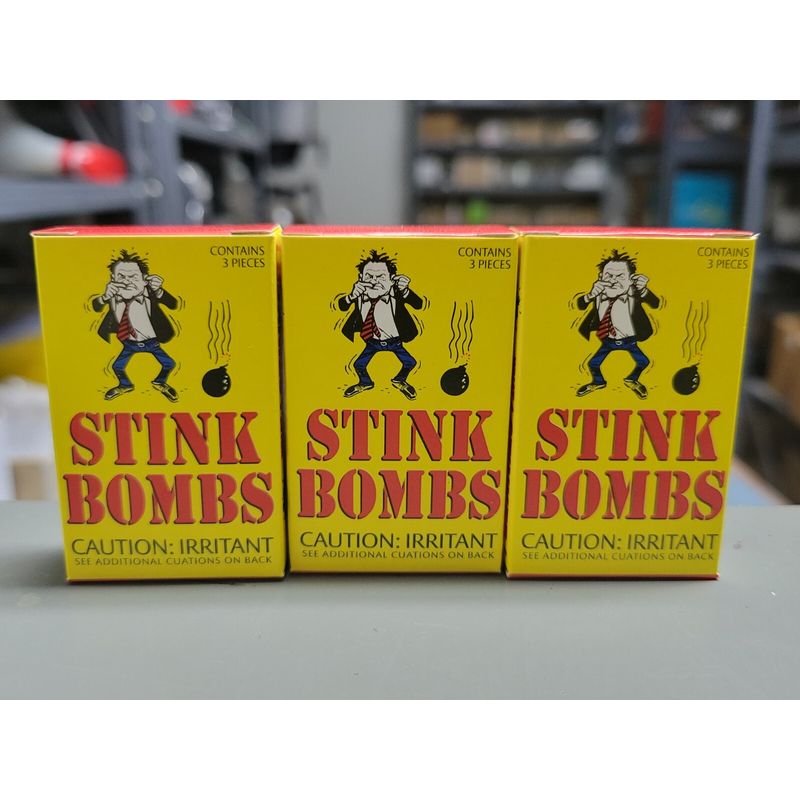 CONTAINS
3 PIECES
STINK
BOMBS
CAUTION: IRRITANT
SEE ADDITIONAL CUATIONS ON BACK
CONTAINS
3 PIECES
STINK
BOMBS
CAUTION: IRRITANT
SEE ADDITIONAL CUATIONS ON BACK
CONTAINS
3 PIECES
STINK
BOMBS
CAUTION: IRRITANT
SEE ADDITIONAL CUATIONS ON BACK